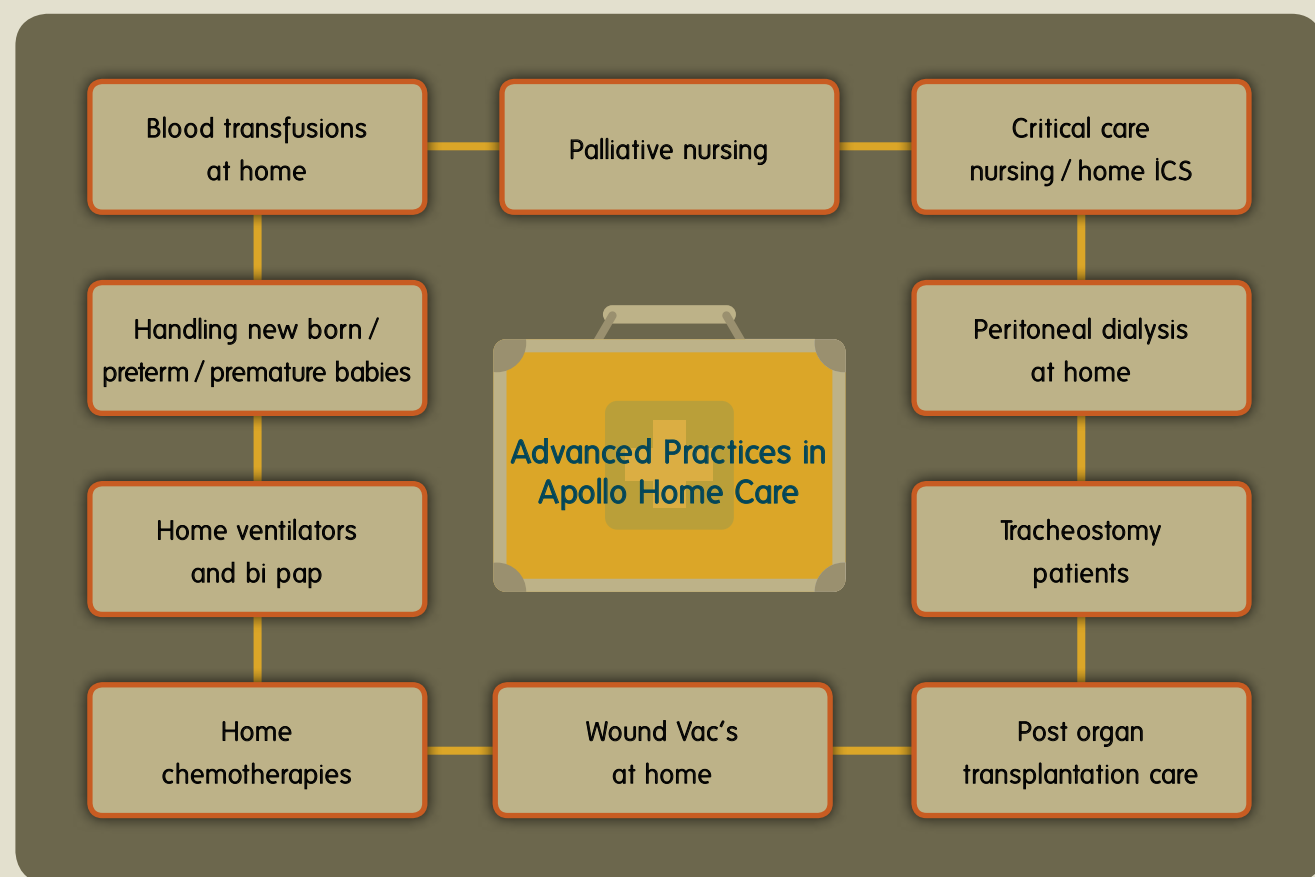 Blood transfusions
at home
Palliative nursing
Critical care
nursing / home ICS
Handling new born /
preterm / premature babies
Peritoneal dialysis
at home
Advanced Practices in
Apollo Home Care
Home ventilators
and bi pap
Tracheostomy
patients
Home
chemotherapies
Wound Vac's
at home
Post organ
transplantation care